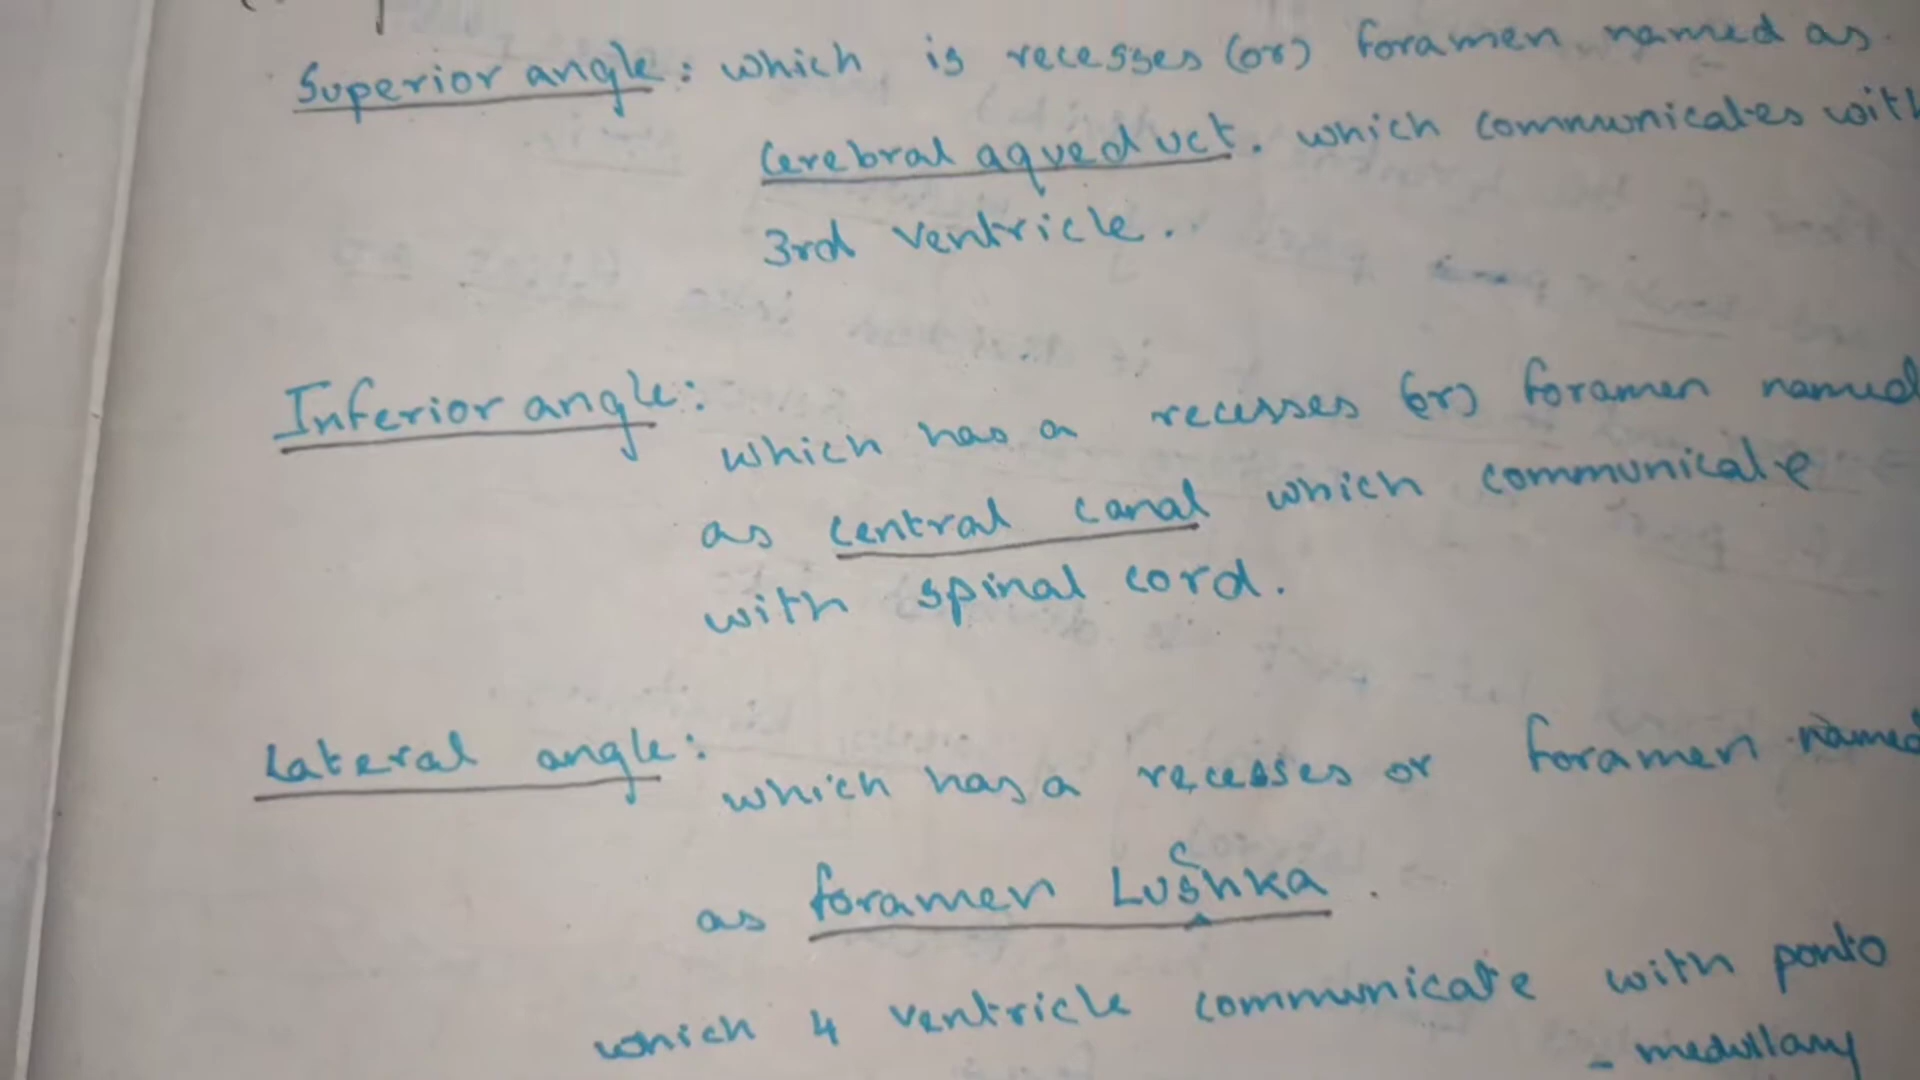 Superior angle: which is recesses (or) foramen named as
Cerebral aqueduct. which communicates with
3rd ventricle.
Inferior angle:
which has a recesses (or) foramen named
as central canal which communicate
with spinal cord.
Lateral angle:
which has a recesses or foramen named
as foramen Lushka.
which 4 ventricle communicate with ponto
- medullary